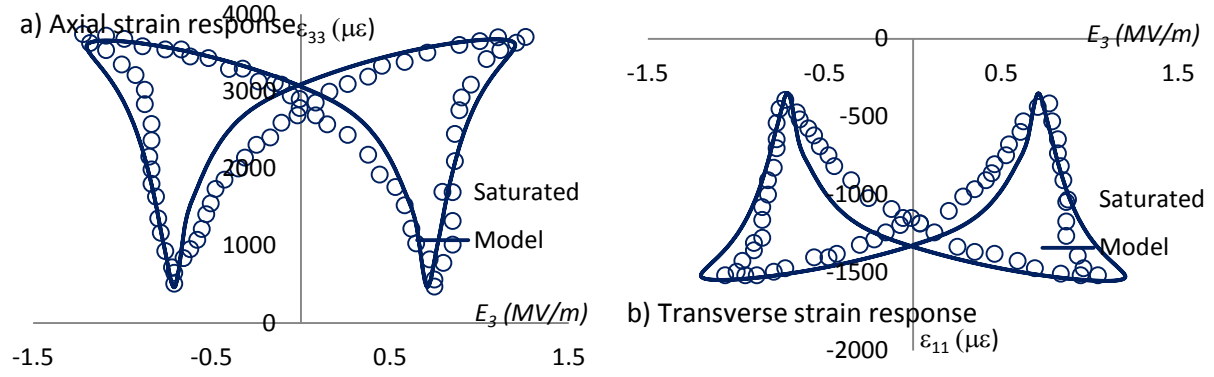 a) Axial strain response
ε33 (με)
4000
3000
2000
1000
0
-1.5
-0.5
0.5
1.5
E3 (MV/m)
Saturated
Model
0
E3 (MV/m)
-1.5
-0.5
0.5
1.5
-500
-1000
-1500
-2000
Saturated
Model
b) Transverse strain response
ε11 (με)